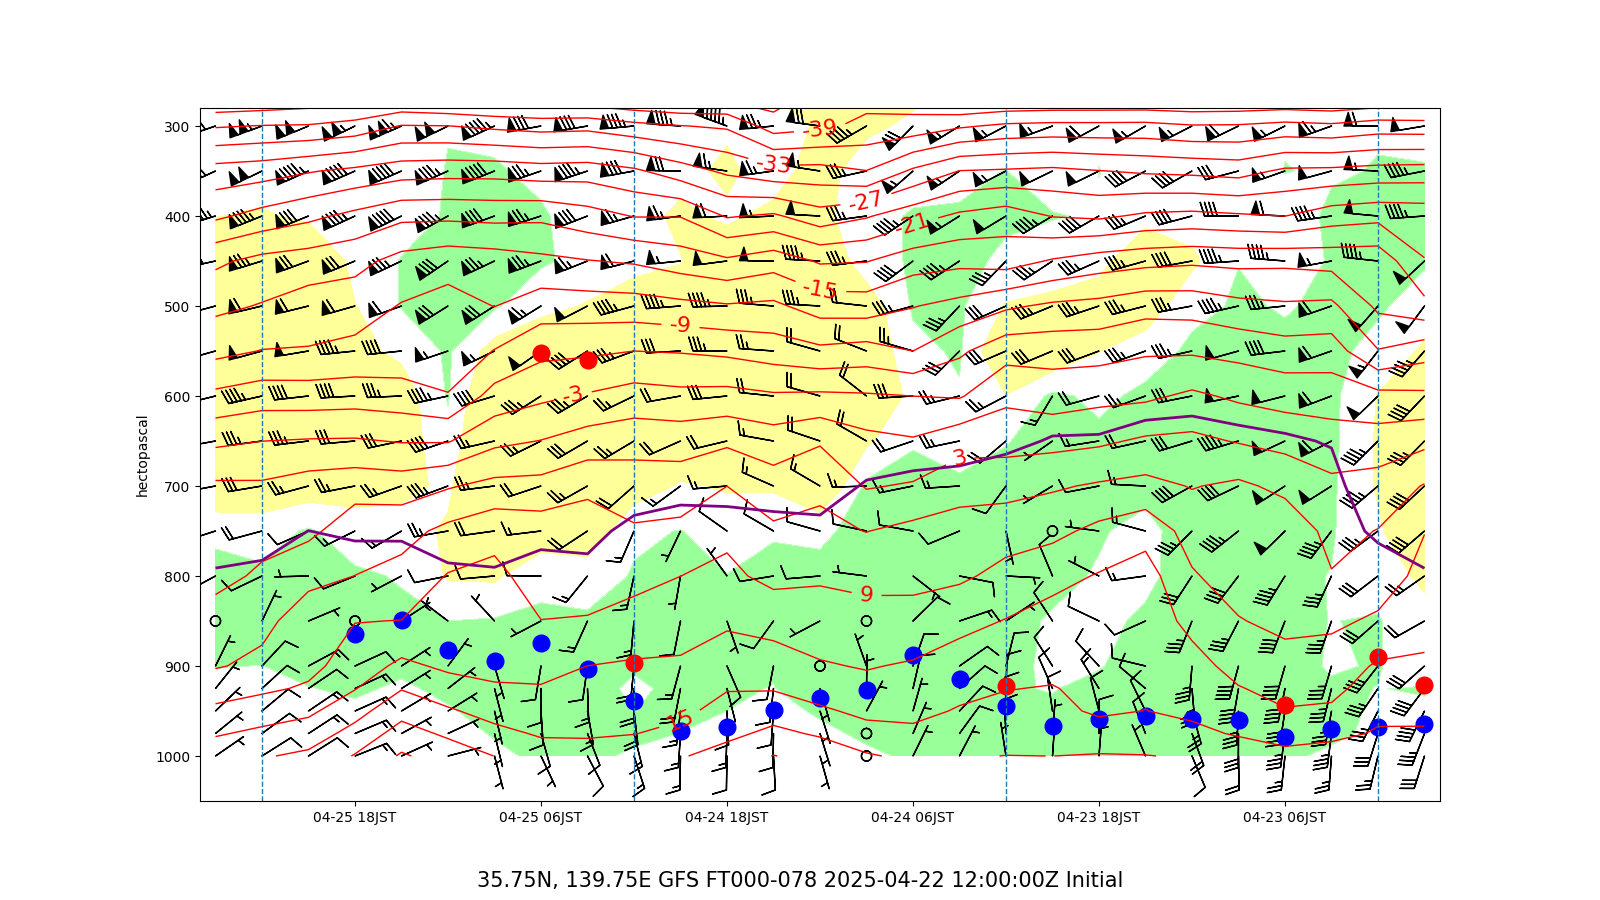 300
400
500
600
700
800
900
1000
hectopascal
-39
-33
-27
-21
-15
-9
-3
3
9
15
04-25 18JST
04-25 06JST
04-24 18JST
04-24 06JST
04-23 18JST
04-23 06JST
35.75N, 139.75E GFS FT000-078 2025-04-22 12:00:00Z Initial